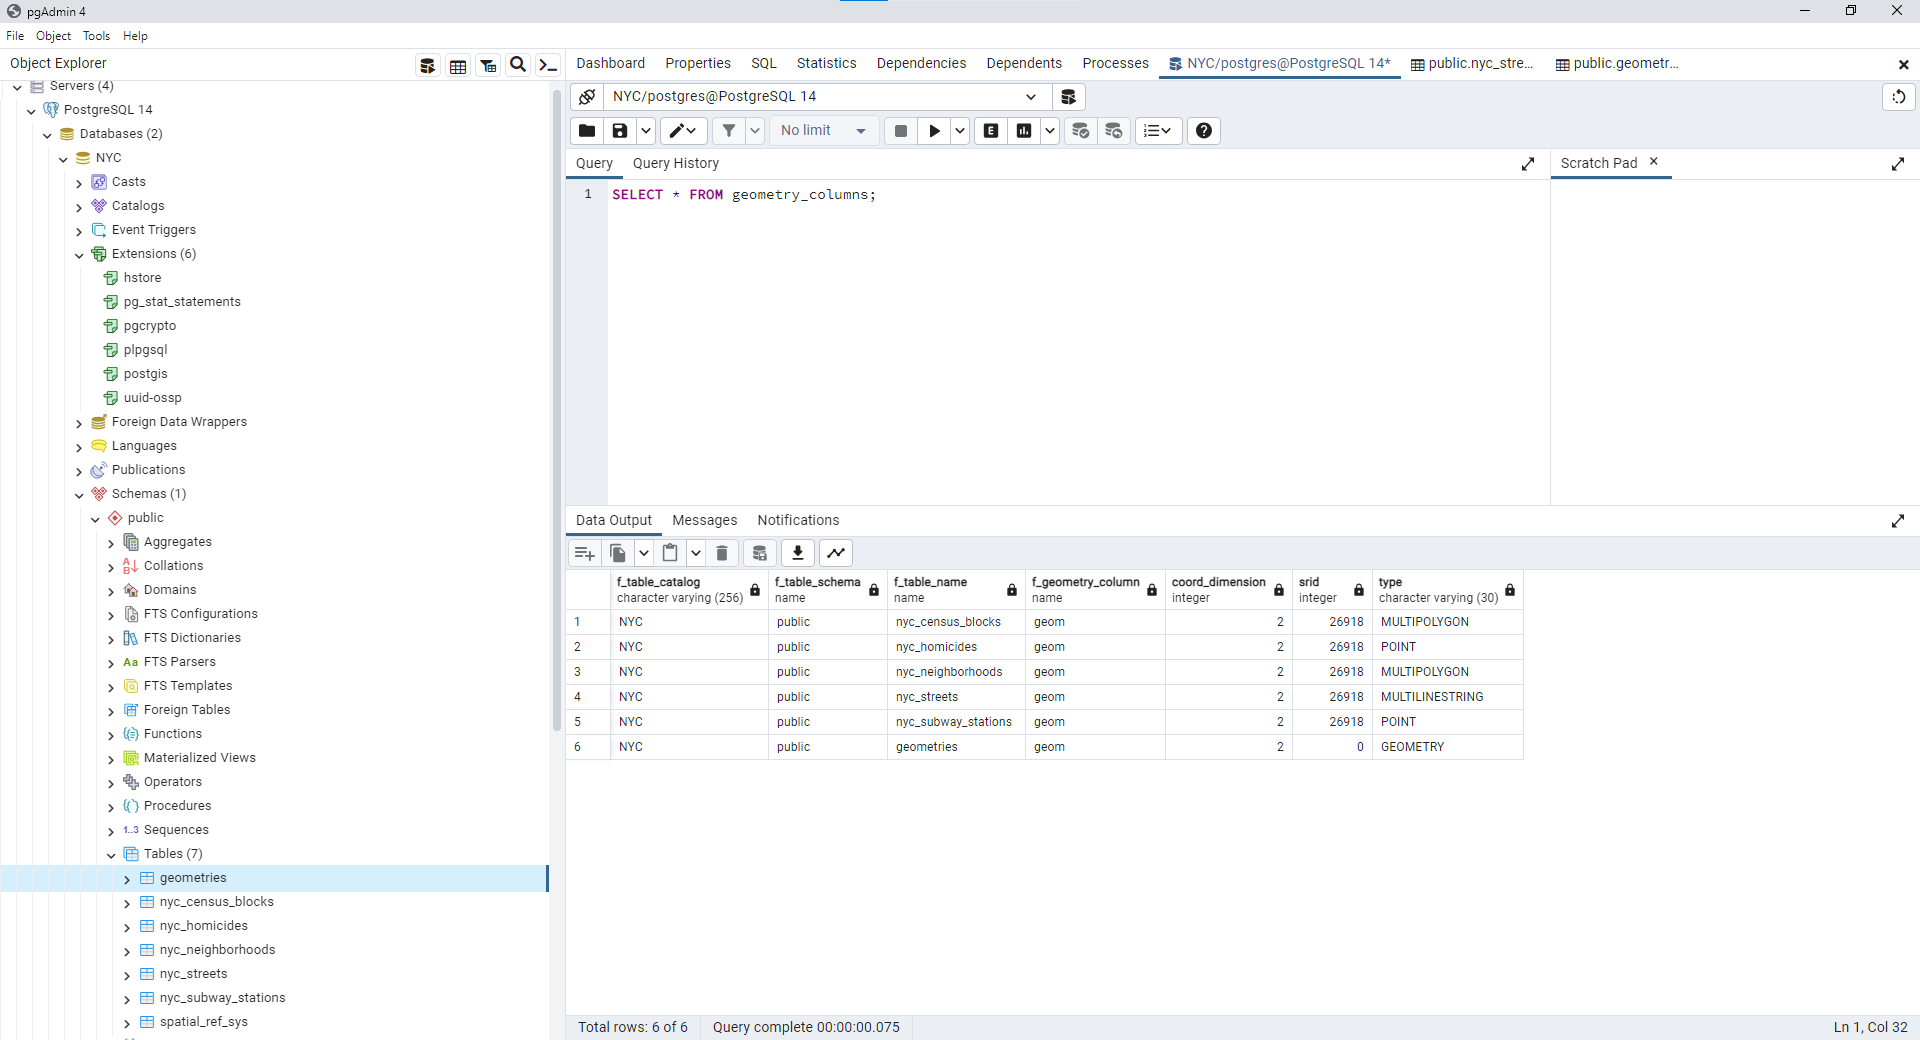 pgAdmin 4
File Object Tools Help
Object Explorer
Servers (4)
PostgreSQL 14
Databases (2)
NYC
Casts
Catalogs
Event Triggers
Extensions (6)
hstore
pg_stat_statements
pgcrypto
plpgsql
postgis
uuid-ossp
Foreign Data Wrappers
Languages
Publications
Schemas (1)
public
Aggregates
Collations
Domains
FTS Configurations
FTS Dictionaries
Aa FTS Parsers
FTS Templates
Foreign Tables
Functions
Materialized Views
Operators
Procedures
1..3 Sequences
Tables (7)
geometries
nyc_census_blocks
nyc_homicides
nyc_neighborhoods
nyc_streets
nyc_subway_stations
spatial_ref_sys
Dashboard Properties SQL Statistics Dependencies Dependents Processes NYC/postgres@PostgreSQL 14* public.nyc_stre... public.geometr...
NYC/postgres@PostgreSQL 14
No limit E
Query Query History
Scratch Pad
1 SELECT * FROM geometry_columns;
Data Output Messages Notifications
f_table_catalog f_table_schema f_table_name f_geometry_column coord_dimension srid type
character varying (256) name name name integer integer character varying (30)
1 NYC public nyc_census_blocks geom 2 26918 MULTIPOLYGON
2 NYC public nyc_homicides geom 2 26918 POINT
3 NYC public nyc_neighborhoods geom 2 26918 MULTIPOLYGON
4 NYC public nyc_streets geom 2 26918 MULTILINESTRING
5 NYC public nyc_subway_stations geom 2 26918 POINT
6 NYC public geometries geom 2 0 GEOMETRY
Total rows: 6 of 6 Query complete 00:00:00.075 Ln 1, Col 32